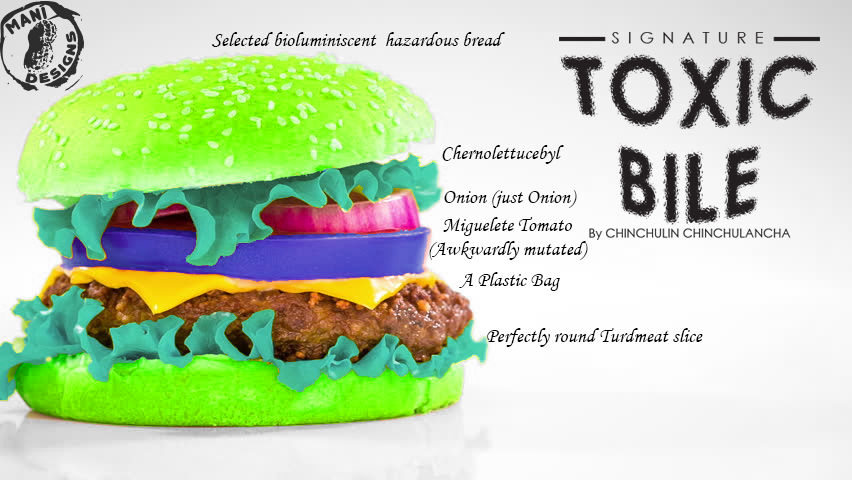 MANI
DESIGNS
Selected bioluminiscent hazardous bread
SIGNATURE
TOXIC
BILE
By CHINCHULIN CHINCHULANCHA
Chernolettucebyl
Onion (just Onion)
Miguelete Tomato
(Awkwardly mutated)
A Plastic Bag
Perfectly round Turdmeat slice